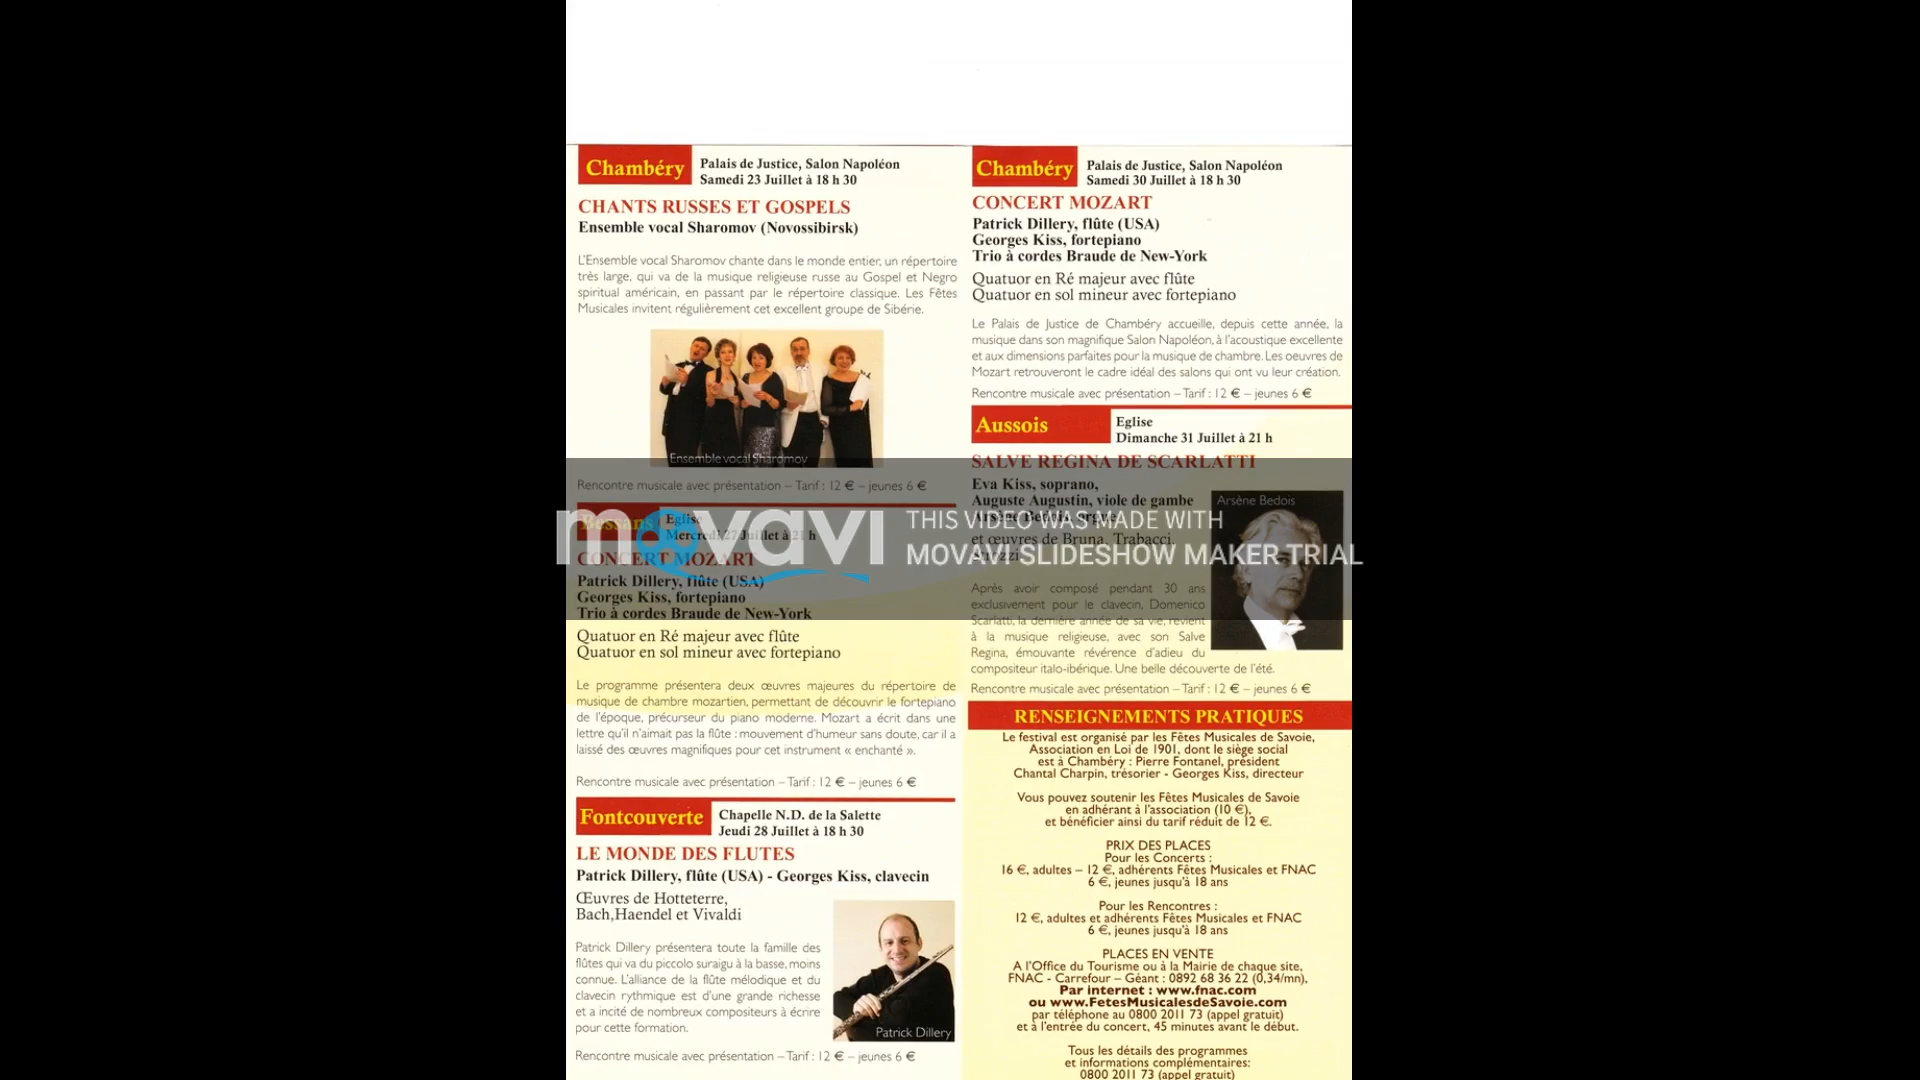 Chambéry
Palais de Justice, Salon Napoléon
Samedi 23 Juillet à 18 h 30
CHANTS RUSSES ET GOSPELS
Ensemble vocal Sharomov (Novossibirsk)
L'Ensemble vocal Sharomov chante dans le monde entier, un répertoire
très large, qui va de la musique religieuse russe au Gospel et Negro
spiritual américain, en passant par le répertoire classique. Les Fêtes
Musicales invitent régulièrement cet excellent groupe de Sibérie.
Ensemble vocal Sharomov
Rencontre musicale avec présentation – Tarif : 12 € – jeunes 6 €
Bessans
Eglise
Mercredi 27 Juillet à 21 h
CONCERT MOZART
Patrick Dillery, flûte (USA)
Georges Kiss, fortepiano
Trio à cordes Braude de New-York
Quatuor en Ré majeur avec flûte
Quatuor en sol mineur avec fortepiano
Le programme présentera deux œuvres majeures du répertoire de
musique de chambre mozartien, permettant de découvrir le fortepiano
de l'époque, précurseur du piano moderne. Mozart a écrit dans une
lettre qu'il n'aimait pas la flûte : mouvement d'humeur sans doute, car il a
laissé des œuvres magnifiques pour cet instrument « enchanté ».
Rencontre musicale avec présentation – Tarif : 12 € – jeunes 6 €
Fontcouverte
Chapelle N.D. de la Salette
Jeudi 28 Juillet à 18 h 30
LE MONDE DES FLUTES
Patrick Dillery, flûte (USA) - Georges Kiss, clavecin
Œuvres de Hotteterre,
Bach,Haendel et Vivaldi
Patrick Dillery présentera toute la famille des
flûtes qui va du piccolo suraigu à la basse, moins
connue. L'alliance de la flûte mélodique et du
clavecin rythmique est d'une grande richesse
et a incité de nombreux compositeurs à écrire
pour cette formation.
Patrick Dillery
Rencontre musicale avec présentation – Tarif : 12 € – jeunes 6 €
Chambéry
Palais de Justice, Salon Napoléon
Samedi 30 Juillet à 18 h 30
CONCERT MOZART
Patrick Dillery, flûte (USA)
Georges Kiss, fortepiano
Trio à cordes Braude de New-York
Quatuor en Ré majeur avec flûte
Quatuor en sol mineur avec fortepiano
Le Palais de Justice de Chambéry accueille, depuis cette année, la
musique dans son magnifique Salon Napoléon, à l'acoustique excellente
et aux dimensions parfaites pour la musique de chambre. Les oeuvres de
Mozart retrouveront le cadre idéal des salons qui ont vu leur création.
Rencontre musicale avec présentation – Tarif : 12 € – jeunes 6 €
Aussois
Eglise
Dimanche 31 Juillet à 21 h
SALVE REGINA DE SCARLATTI
Eva Kiss, soprano,
Auguste Augustin, viole de gambe
Arsène Bedois, orgue
et œuvres de Bruna, Trabacci,
Arsène Bedois
Après avoir composé pendant 30 ans
exclusivement pour le clavecin, Domenico
Scarlatti, la dernière année de sa vie, revient
à la musique religieuse, avec son Salve
Regina, émouvante révérence d'adieu du
compositeur italo-ibérique. Une belle découverte de l'été.
Rencontre musicale avec présentation – Tarif : 12 € – jeunes 6 €
RENSEIGNEMENTS PRATIQUES
Le festival est organisé par les Fêtes Musicales de Savoie,
Association en Loi de 1901, dont le siège social
est à Chambéry : Pierre Fontanel, président
Chantal Charpin, trésorier - Georges Kiss, directeur
Vous pouvez soutenir les Fêtes Musicales de Savoie
en adhérant à l'association (10 €),
et bénéficier ainsi du tarif réduit de 12 €.
PRIX DES PLACES
Pour les Concerts :
16 €, adultes – 12 €, adhérents Fêtes Musicales et FNAC
6 €, jeunes jusqu'à 18 ans
Pour les Rencontres :
12 €, adultes et adhérents Fêtes Musicales et FNAC
6 €, jeunes jusqu'à 18 ans
PLACES EN VENTE
A l'Office du Tourisme ou à la Mairie de chaque site,
FNAC - Carrefour – Géant : 0892 68 36 22 (0,34/mn),
Par internet : www.fnac.com
ou www.FetesMusicalesdeSavoie.com
par téléphone au 0800 2011 73 (appel gratuit)
et à l'entrée du concert, 45 minutes avant le début.
Tous les détails des programmes
et informations complémentaires:
0800 2011 73 (appel gratuit)
movavi
THIS VIDEO WAS MADE WITH
MOVAVI SLIDESHOW MAKER TRIAL